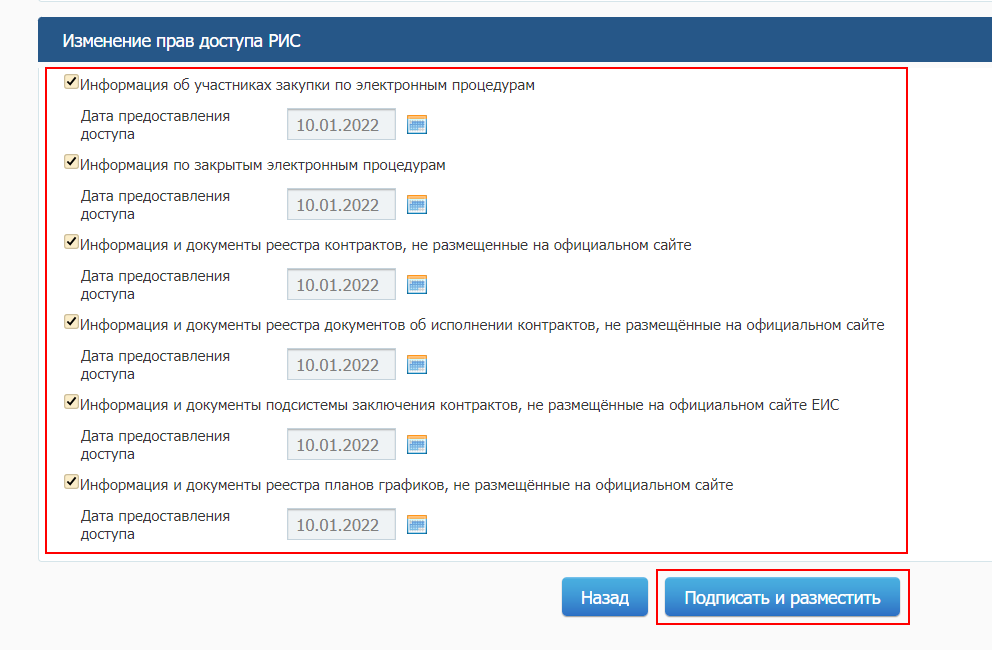 Изменение прав доступа РИС
Информация об участниках закупки по электронным процедурам
Дата предоставления
доступа
10.01.2022
Информация по закрытым электронным процедурам
Дата предоставления
доступа
10.01.2022
Информация и документы реестра контрактов, не размещенные на официальном сайте
Дата предоставления
доступа
10.01.2022
Информация и документы реестра документов об исполнении контрактов, не размещённые на официальном сайте
Дата предоставления
доступа
10.01.2022
Информация и документы подсистемы заключения контрактов, не размещённые на официальном сайте ЕИС
Дата предоставления
доступа
10.01.2022
Информация и документы реестра планов графиков, не размещённые на официальном сайте
Дата предоставления
доступа
10.01.2022
Назад
Подписать и разместить